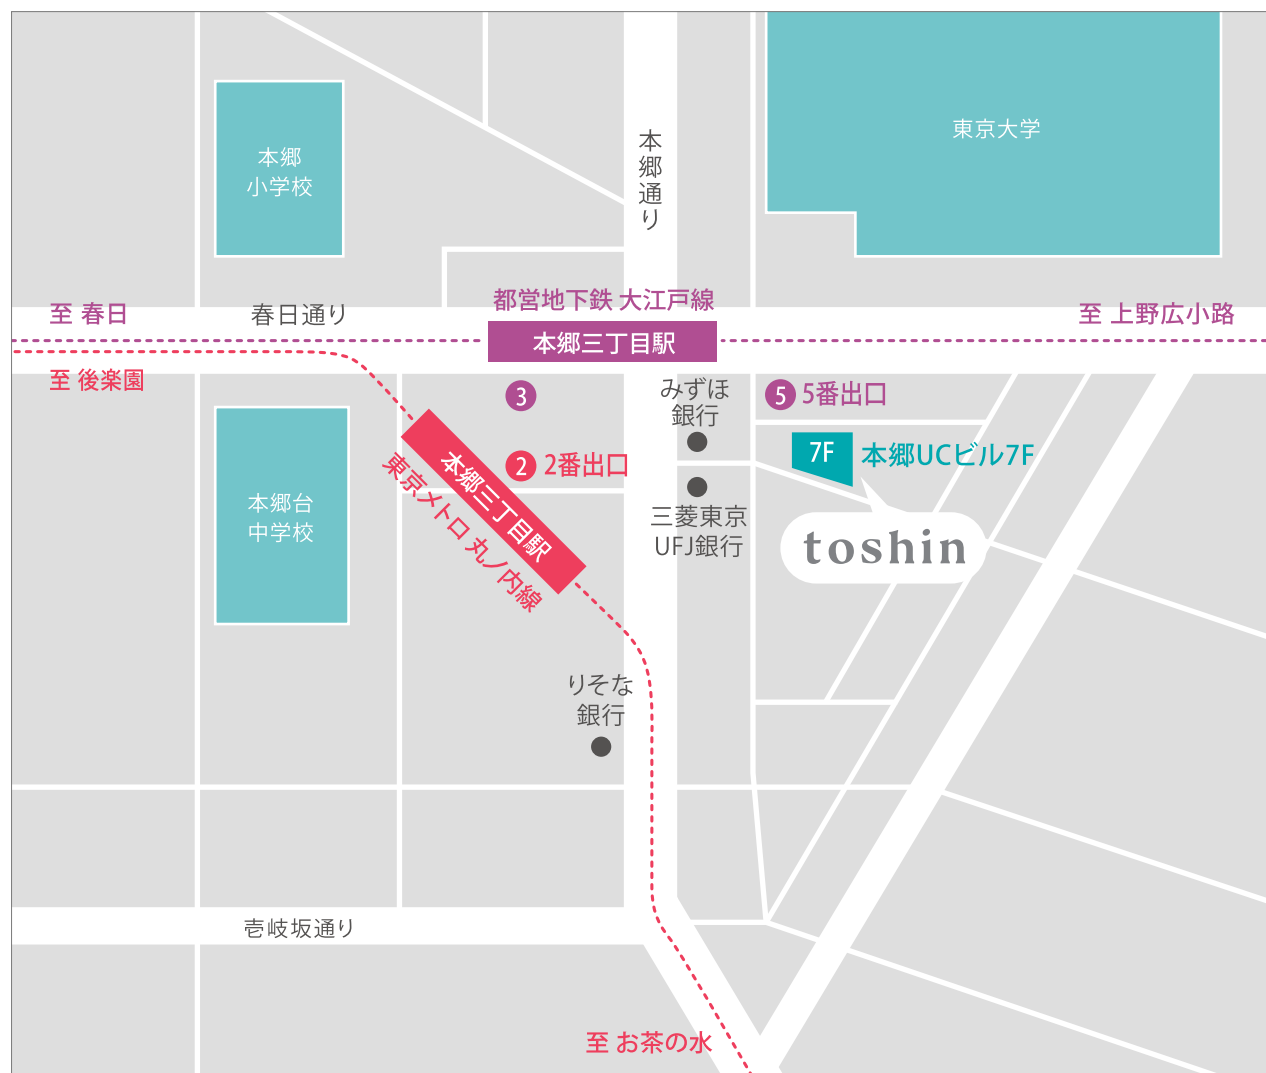 東京大学
本郷
小学校
本郷通り
都営地下鉄 大江戸線
至 春日
春日通り
至 上野広小路
本郷三丁目駅
至 後楽園
3
みずほ
銀行
5 5番出口
7F
本郷UCビル7F
2 2番出口
本郷三丁目駅
東京メトロ 丸ノ内線
本郷台
中学校
三菱東京
UFJ銀行
toshin
りそな
銀行
壱岐坂通り
至 お茶の水